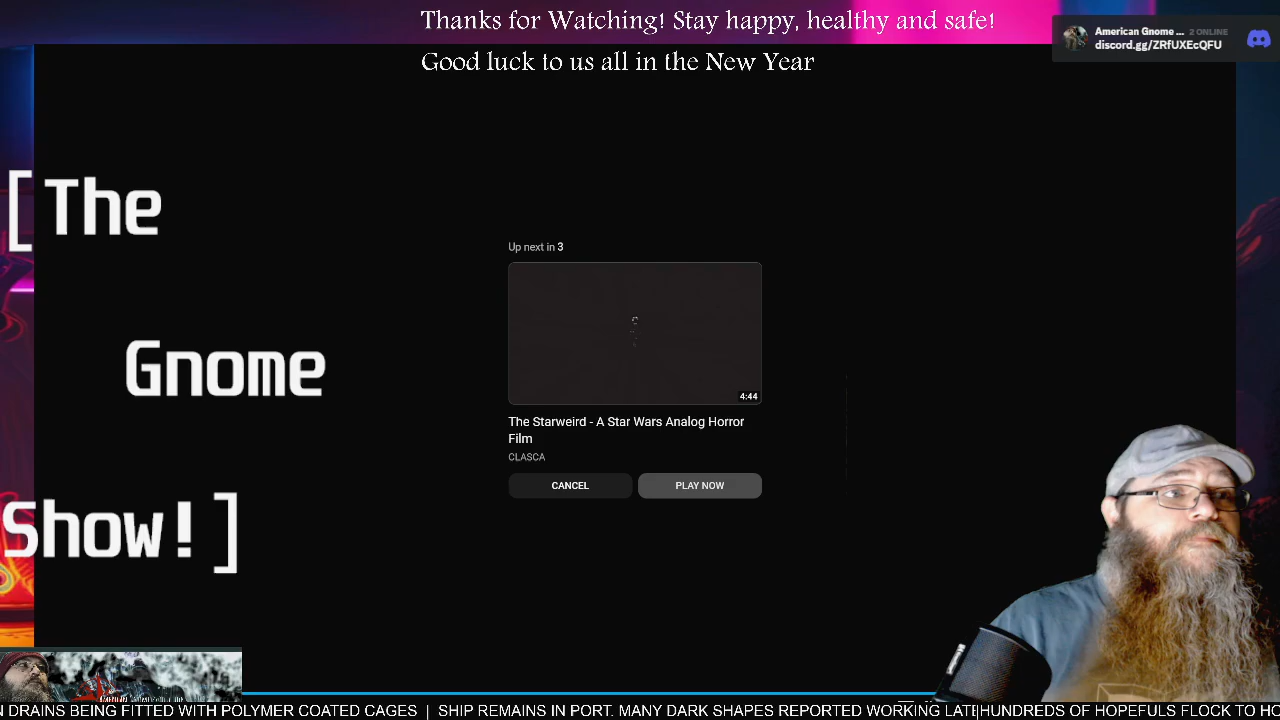 Thanks for Watching! Stay happy, healthy and safe!
Good luck to us all in the New Year
American Gnome ... 2 ONLINE
discord.gg/ZRfUXEcQFU
[The
Gnome
Show!]
Up next in 3
4:44
The Starweird - A Star Wars Analog Horror
Film
CLASCA
CANCEL
PLAY NOW
N DRAINS BEING FITTED WITH POLYMER COATED CAGES | SHIP REMAINS IN PORT. MANY DARK SHAPES REPORTED WORKING LATE|HUNDREDS OF HOPEFULS FLOCK TO HO